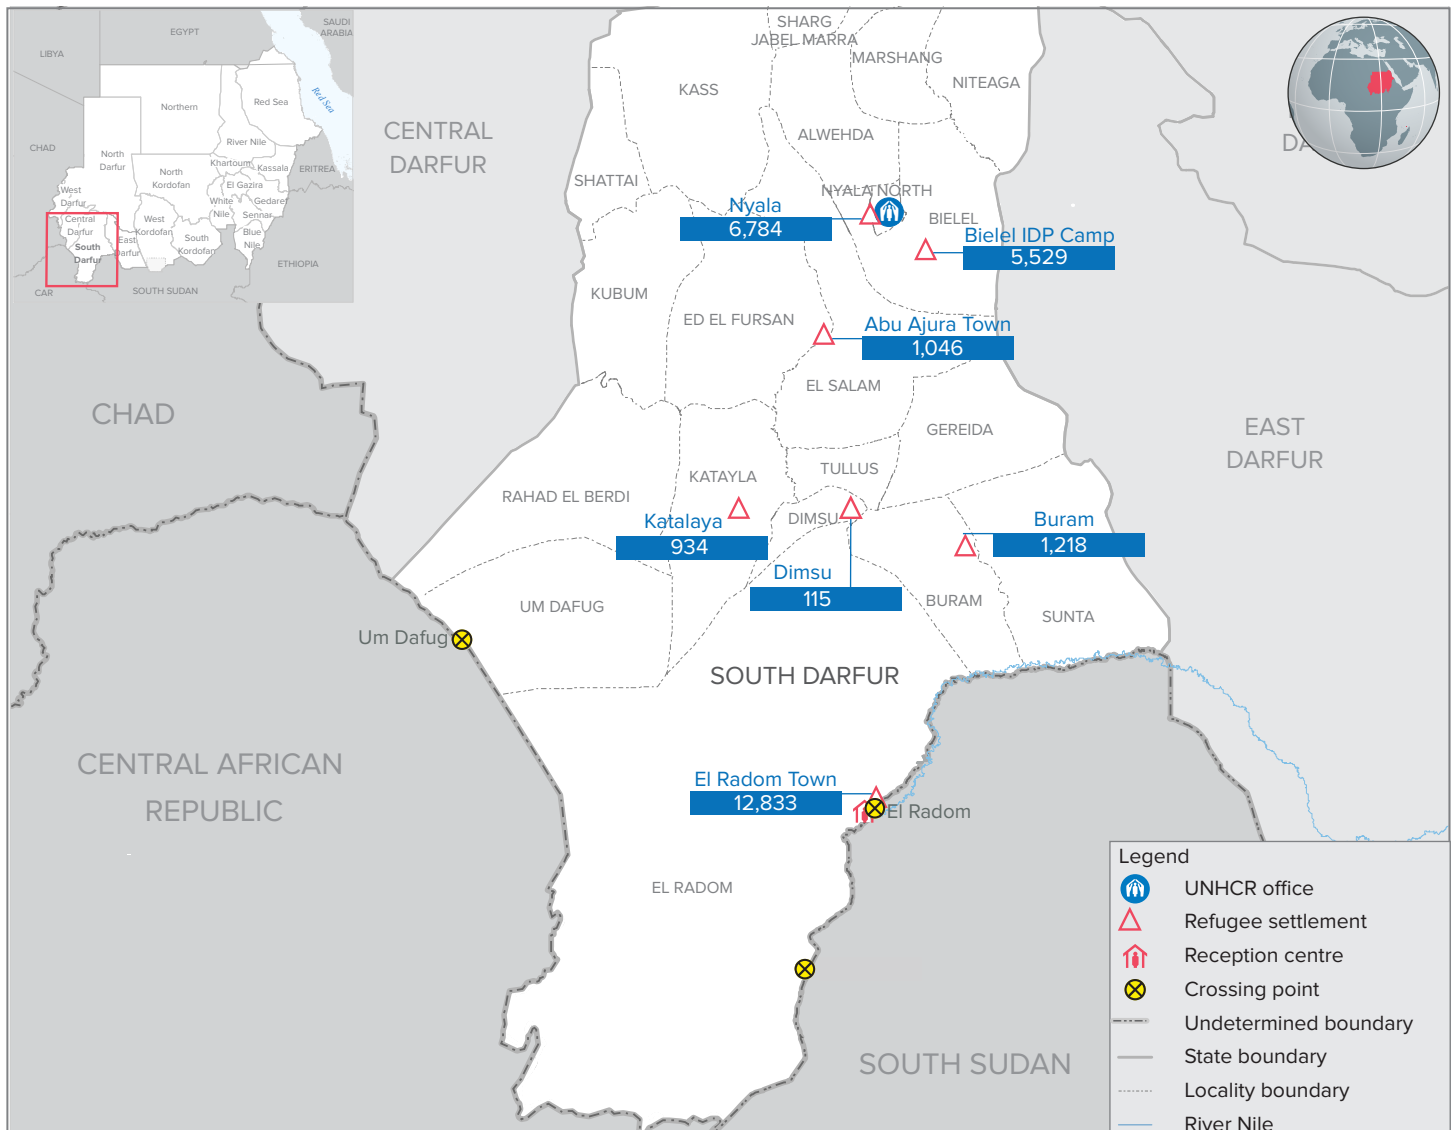 SAUDI
ARABIA
EGYPT
LIBYA
Red Sea
Northern
Red Sea
River Nile
CHAD
North
Darfur
Khartoum
Kassala
ERITREA
North
Kordofan
El Gazira
West
Darfur
White
Nile
Gedaref
Sennar
Central
Darfur
West
Kordofan
South
Darfur
East
Darfur
South
Kordofan
Blue
Nile
ETHIOPIA
CAR
SOUTH SUDAN
CENTRAL
DARFUR
SHARG
JABEL MARRA
MARSHANG
NITEAGA
KASS
ALWEHDA
DA
SHATTAI
NYALA NORTH
BIELEL
Nyala
6,784
Bielel IDP Camp
5,529
KUBUM
ED EL FURSAN
Abu Ajura Town
1,046
EL SALAM
CHAD
GEREIDA
EAST
DARFUR
TULLUS
KATAYLA
RAHAD EL BERDI
DIMSU
Katalaya
934
Buram
1,218
Dimsu
115
UM DAFUG
BURAM
SUNTA
Um Dafug
SOUTH DARFUR
CENTRAL AFRICAN
REPUBLIC
El Radom Town
12,833
El Radom
EL RADOM
SOUTH SUDAN
Legend
UNHCR office
Refugee settlement
Reception centre
Crossing point
Undetermined boundary
State boundary
Locality boundary
River Nile